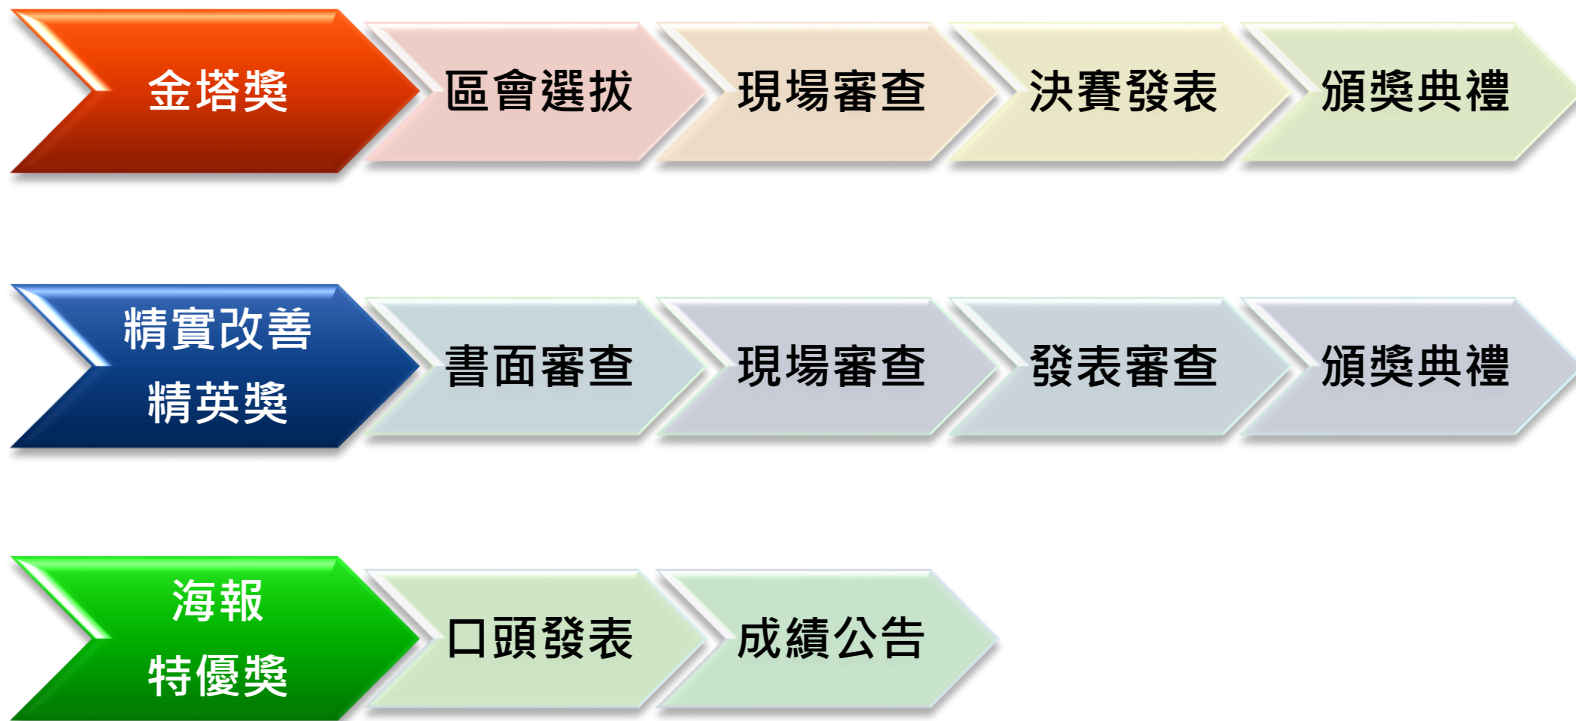 金塔獎
區會選拔
現場審查
決賽發表
頒獎典禮
精實改善
精英獎
書面審查
現場審查
發表審查
頒獎典禮
海報
特優獎
口頭發表
成績公告